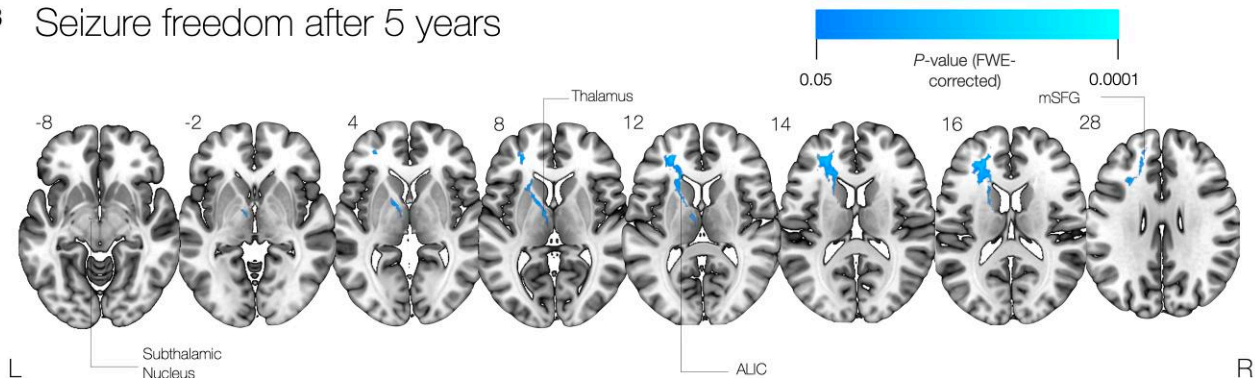 Seizure freedom after 5 years
P-value (FWE-
corrected)
0.05
0.0001
Thalamus
mSFG
-8
-2
4
8
12
14
16
28
Subthalamic
Nucleus
ALIC
L
R